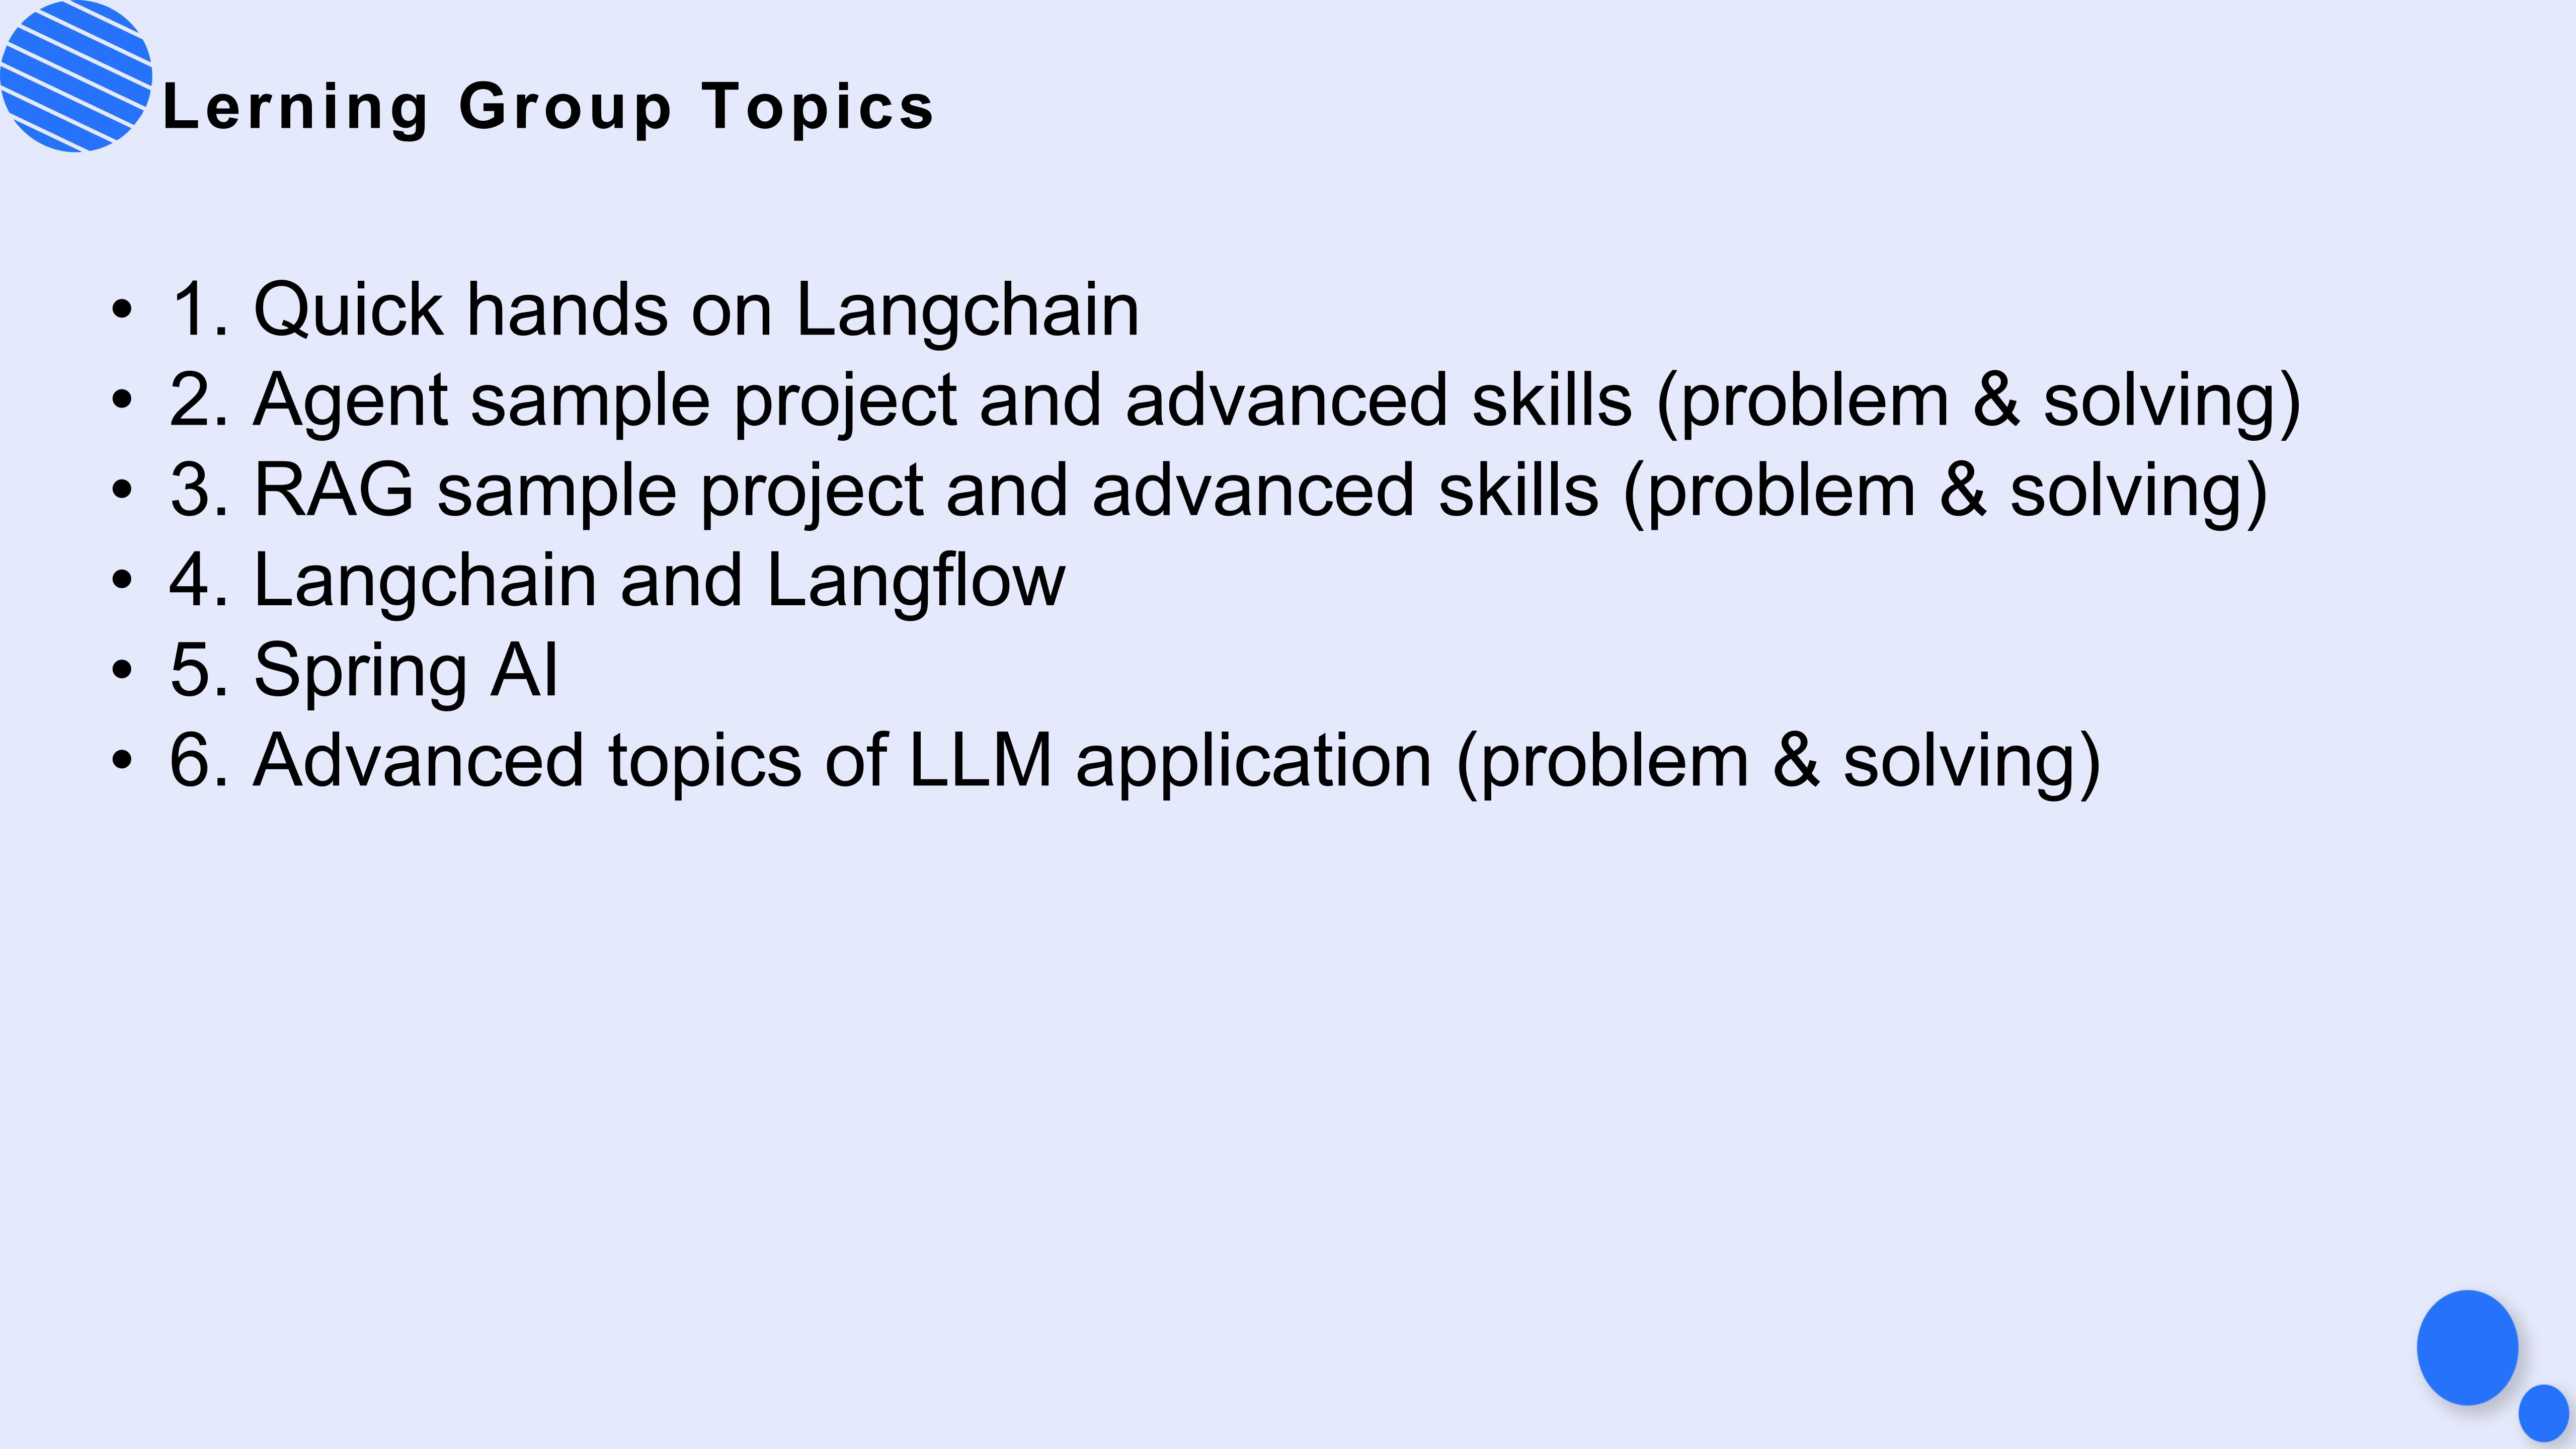 Lerning Group Topics
• 1. Quick hands on Langchain
• 2. Agent sample project and advanced skills (problem & solving)
• 3. RAG sample project and advanced skills (problem & solving)
• 4. Langchain and Langflow
• 5. Spring AI
• 6. Advanced topics of LLM application (problem & solving)